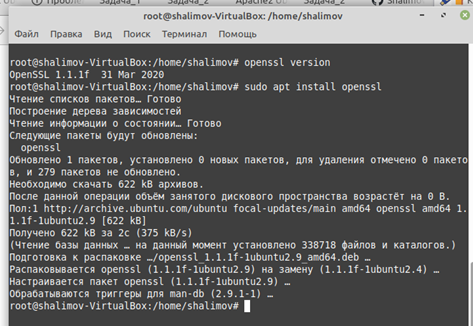 Пробле
Задача_1
Задача_2
Apache2 U
Задача_2
Shalimov
root@shalimov-VirtualBox: /home/shalimov
Файл Правка Вид Поиск Терминал Помощь
root@shalimov-VirtualBox:/home/shalimov# openssl version
OpenSSL 1.1.1f  31 Mar 2020
root@shalimov-VirtualBox:/home/shalimov# sudo apt install openssl
Чтение списков пакетов… Готово
Построение дерева зависимостей
Чтение информации о состоянии… Готово
Следующие пакеты будут обновлены:
  openssl
Обновлено 1 пакетов, установлено 0 новых пакетов, для удаления отмечено 0 пакето
в, и 279 пакетов не обновлено.
Необходимо скачать 622 kB архивов.
После данной операции объём занятого дискового пространства возрастёт на 0 B.
Пол:1 http://archive.ubuntu.com/ubuntu focal-updates/main amd64 openssl amd64 1.
1.1f-1ubuntu2.9 [622 kB]
Получено 622 kB за 2с (375 kB/s)
(Чтение базы данных … на данный момент установлено 338718 файлов и каталогов.)
Подготовка к распаковке …/openssl_1.1.1f-1ubuntu2.9_amd64.deb …
Распаковывается openssl (1.1.1f-1ubuntu2.9) на замену (1.1.1f-1ubuntu2.4) …
Настраивается пакет openssl (1.1.1f-1ubuntu2.9) …
Обрабатываются триггеры для man-db (2.9.1-1) …
root@shalimov-VirtualBox:/home/shalimov#